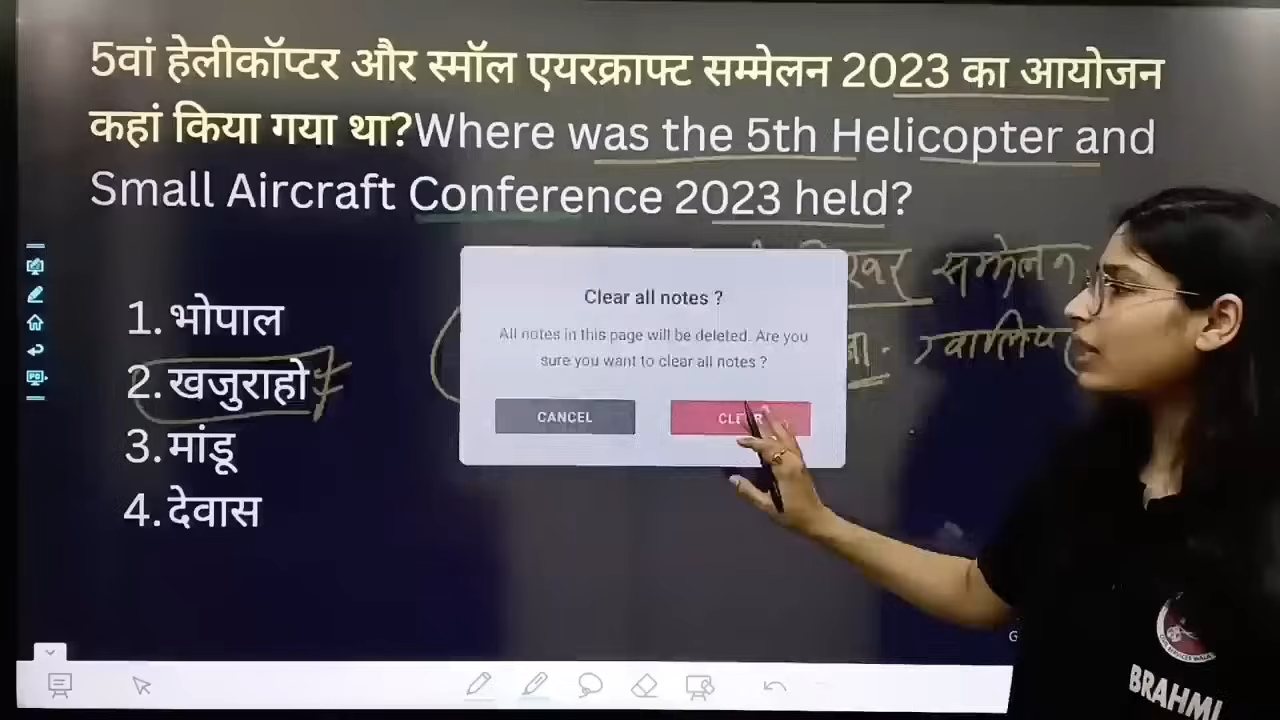 5वां हेलीकॉप्टर और स्मॉल एयरक्राफ्ट सम्मेलन 2023 का आयोजन
कहां किया गया था?Where was the 5th Helicopter and
Small Aircraft Conference 2023 held?
सम्मेलन
Clear all notes ?
All notes in this page will be deleted. Are you
sure you want to clear all notes ?
CANCEL
1. भोपाल
2. खजुराहो
3. मांडू
4. देवास
BRAHMI